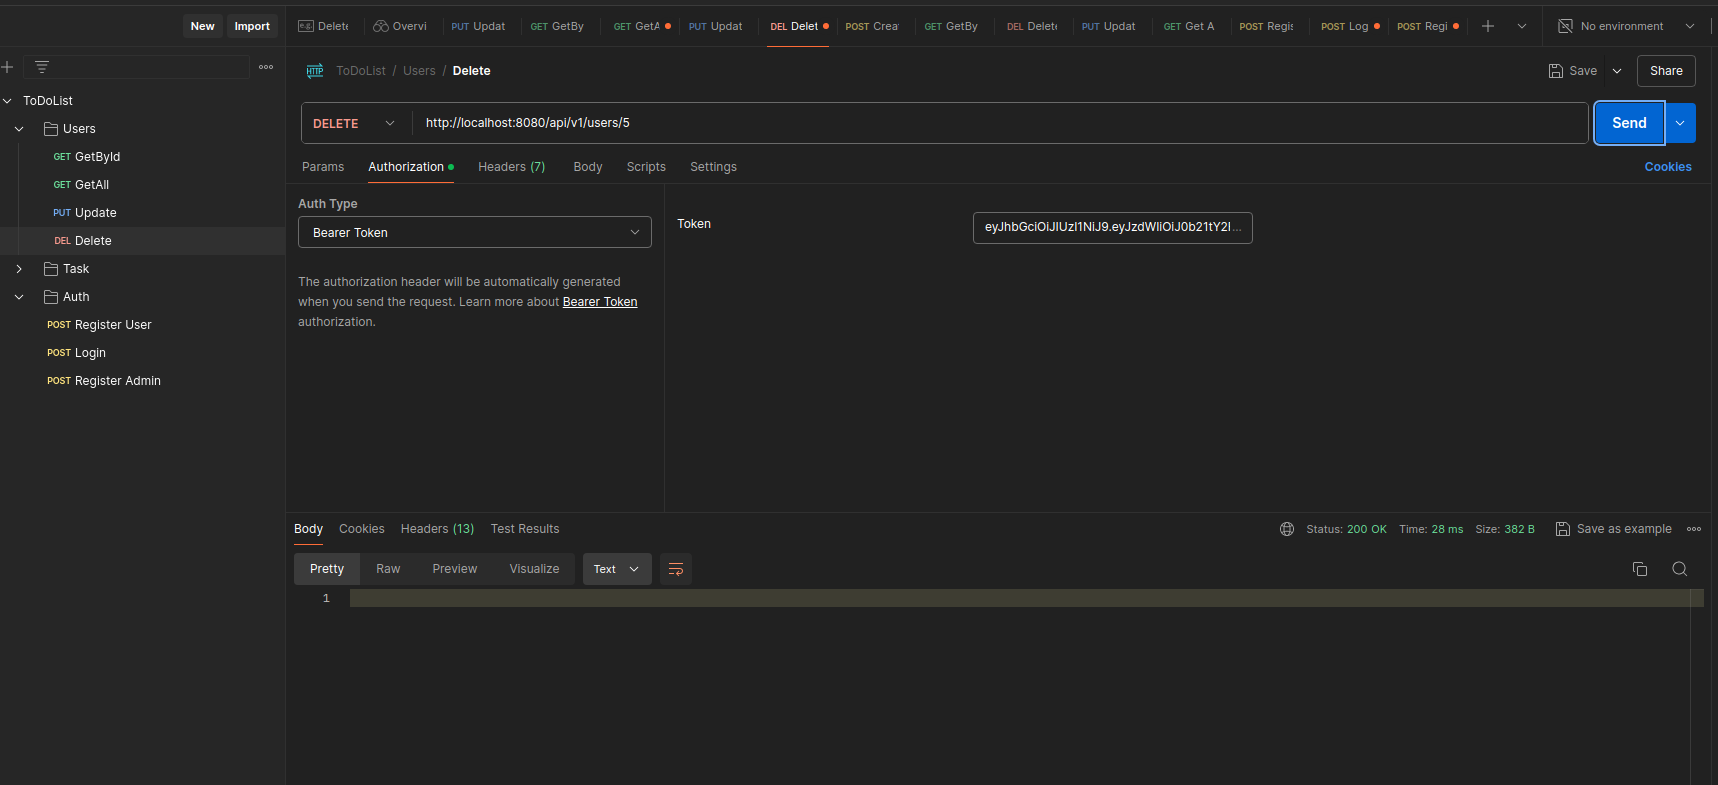 New Import
Delete
Overvi
PUT Updat
GET GetBy
GET GetA
PUT Updat
DEL Delet
POST Crea
GET GetBy
DEL Delete
PUT Updat
GET Get A
POST Regis
POST Log
POST Regi
No environment
ToDoList
Users
GET GetById
GET GetAll
PUT Update
DEL Delete
Task
Auth
POST Register User
POST Login
POST Register Admin
HTTP ToDoList / Users / Delete
Save Share
DELETE http://localhost:8080/api/v1/users/5 Send
Params Authorization Headers (7) Body Scripts Settings Cookies
Auth Type
Bearer Token
The authorization header will be automatically generated
when you send the request. Learn more about Bearer Token
authorization.
Token
Body Cookies Headers (13) Test Results Status: 200 OK Time: 28 ms Size: 382 B Save as example
Pretty Raw Preview Visualize Text
1